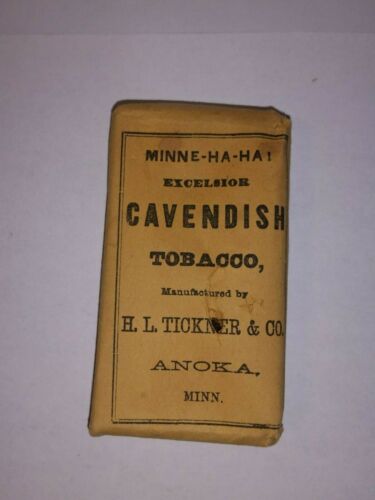 MINNE-HA-HA!
EXCELSIOR
CAVENDISH
TOBACCO,
Manufactured by
H. L. TICKNER & CO.
ANOKA,
MINN.